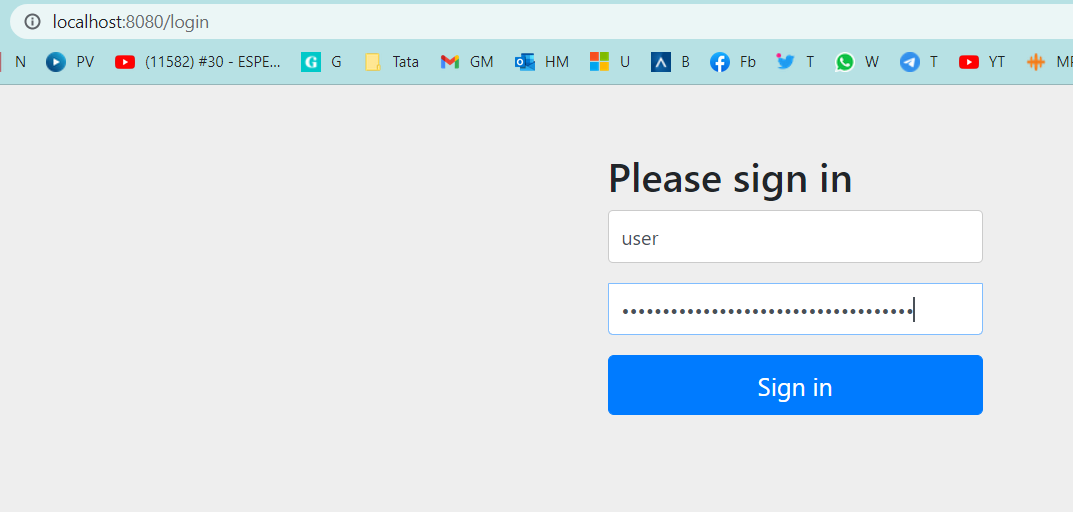 localhost:8080/login
N PV (11582) #30 - ESPE... G G Tata GM HM U B Fb T W T YT
Please sign in
user
••••••••••••••••••••••••••••••••••••
Sign in